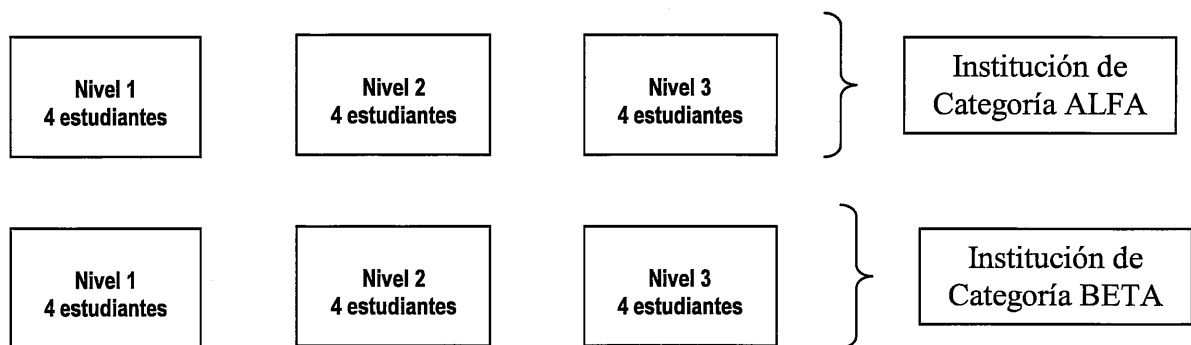 Nivel 1
4 estudiantes
Nivel 2
4 estudiantes
Nivel 3
4 estudiantes
Institución de
Categoría ALFA
Nivel 1
4 estudiantes
Nivel 2
4 estudiantes
Nivel 3
4 estudiantes
Institución de
Categoría BETA